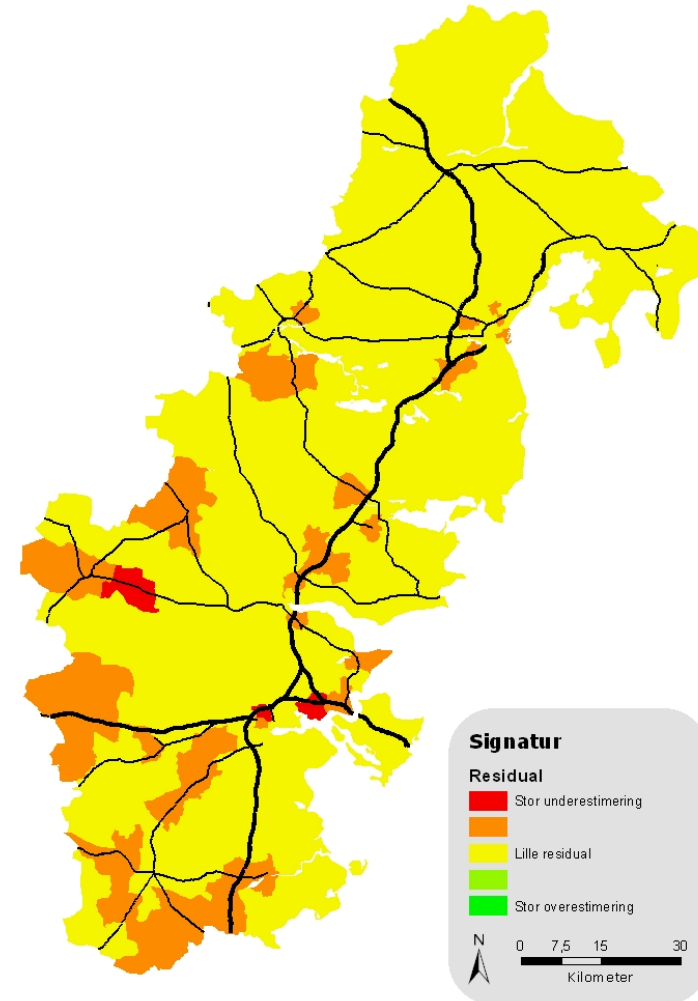 Signatur
Residual
Stor underestimering
Lille residual
Stor overestimering
N
0 7,5 15 30
Kilometer